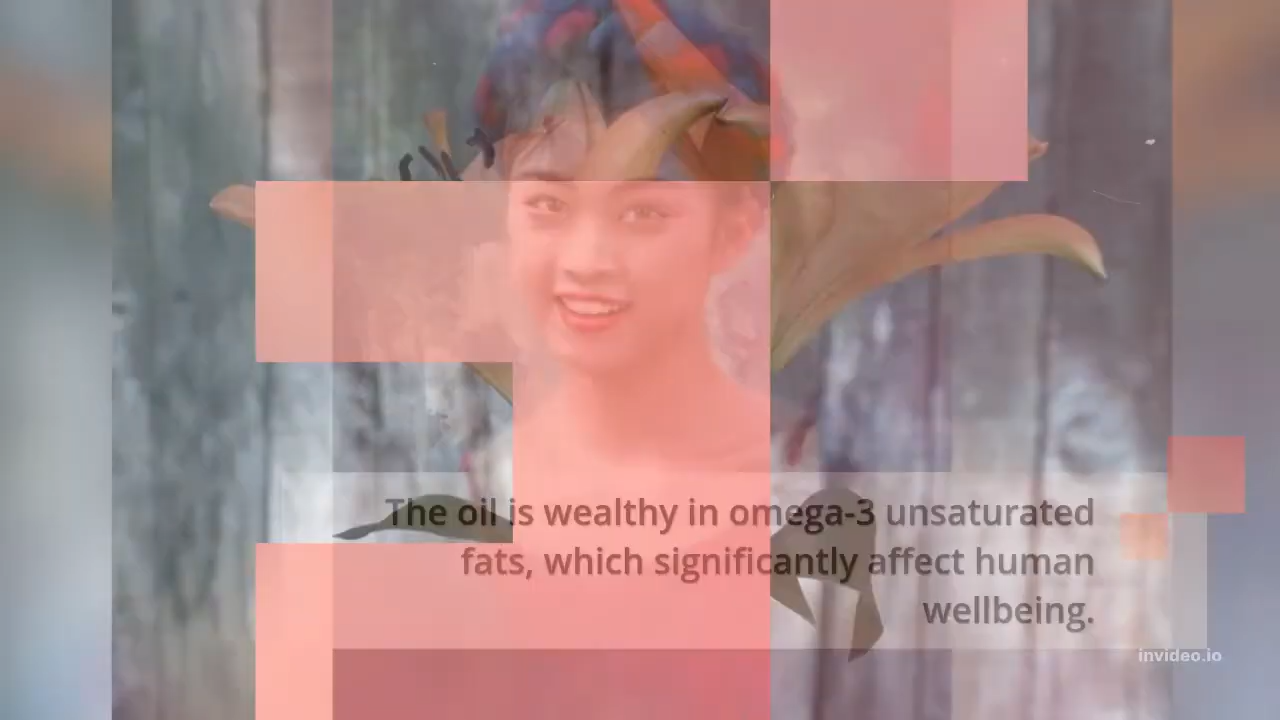 The oil is wealthy in omega-3 unsaturated
fats, which significantly affect human
wellbeing.
invideo.io